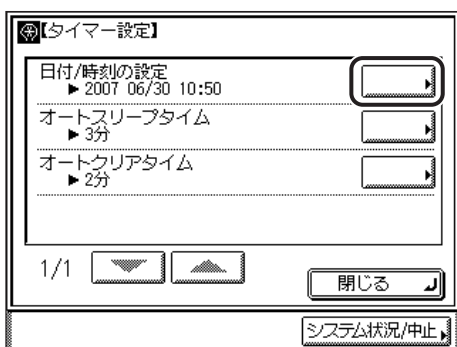 【タイマー設定】
日付/時刻の設定
▶ 2007 06/30 10:50
オートスリープタイム
▶ 3分
オートクリアタイム
▶ 2分
1/1
閉じる
システム状況/中止